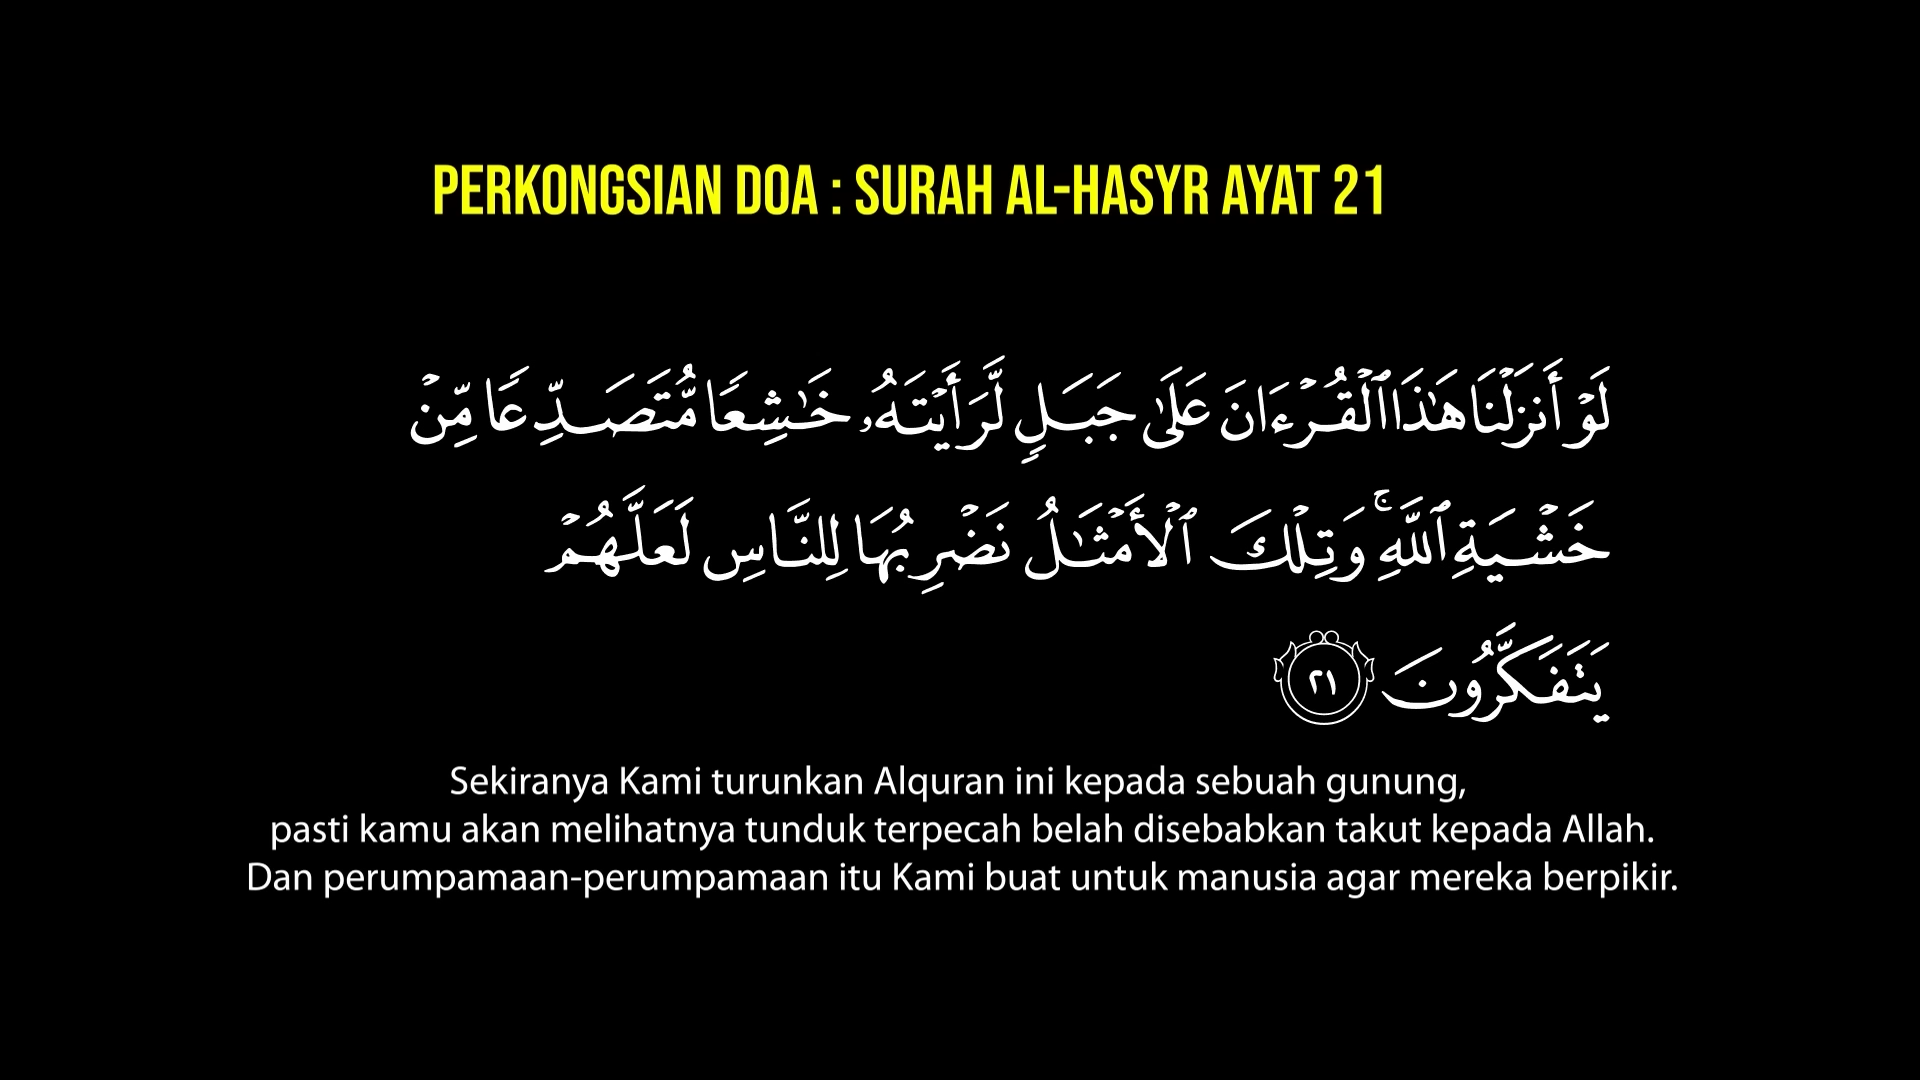 PERKONGSIAN DOA : SURAH AL-HASYR AYAT 21
لَوۡ أَنزَلۡنَا هَٰذَا ٱلۡقُرۡءَانَ عَلَىٰ جَبَلٍ لَّرَأَيۡتَهُۥ خَٰشِعًا مُّتَصَدِّعًا مِّنۡ
خَشۡيَةِ ٱللَّهِۚ وَتِلۡكَ ٱلۡأَمۡثَٰلُ نَضۡرِبُهَا لِلنَّاسِ لَعَلَّهُمۡ
يَتَفَكَّرُونَ ٢١
Sekiranya Kami turunkan Alquran ini kepada sebuah gunung,
pasti kamu akan melihatnya tunduk terpecah belah disebabkan takut kepada Allah.
Dan perumpamaan-perumpamaan itu Kami buat untuk manusia agar mereka berpikir.